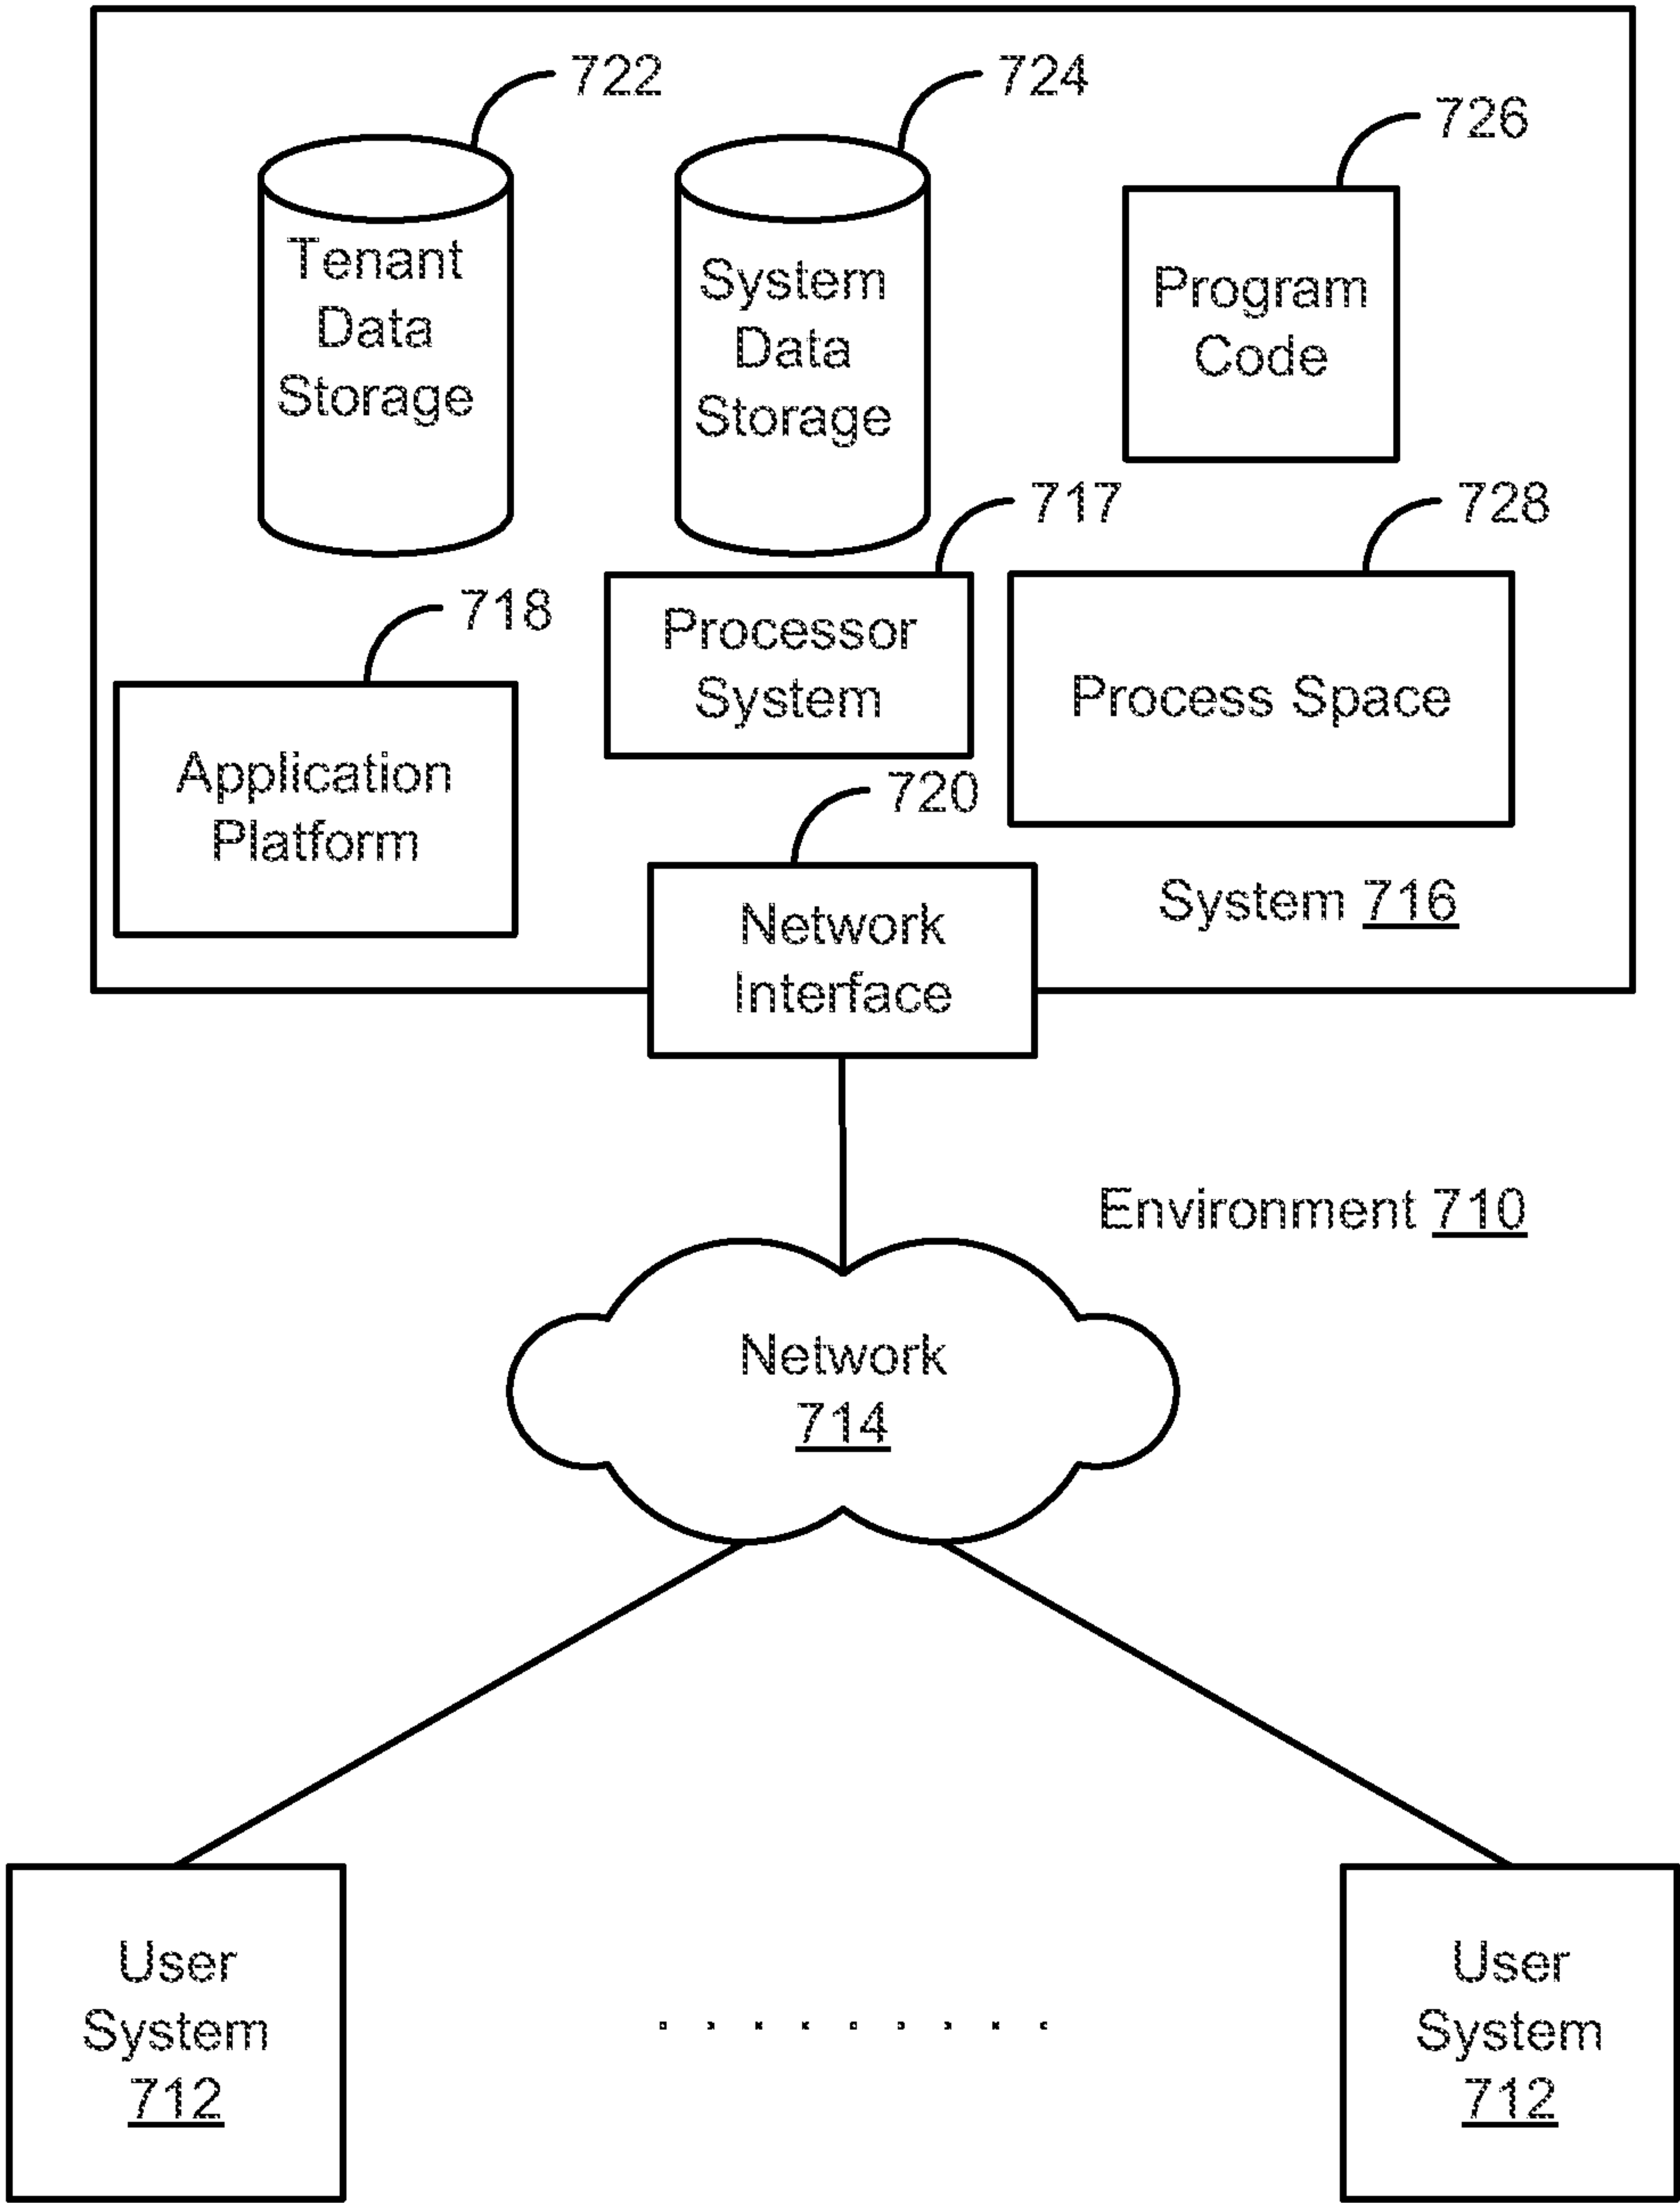 722
724
726
Tenant
Data
Storage
System
Data
Storage
Program
Code
717
728
718
Processor
System
Process Space
Application
Platform
720
Network
Interface
System 716
Environment 710
Network
714
User
System
712
User
System
712